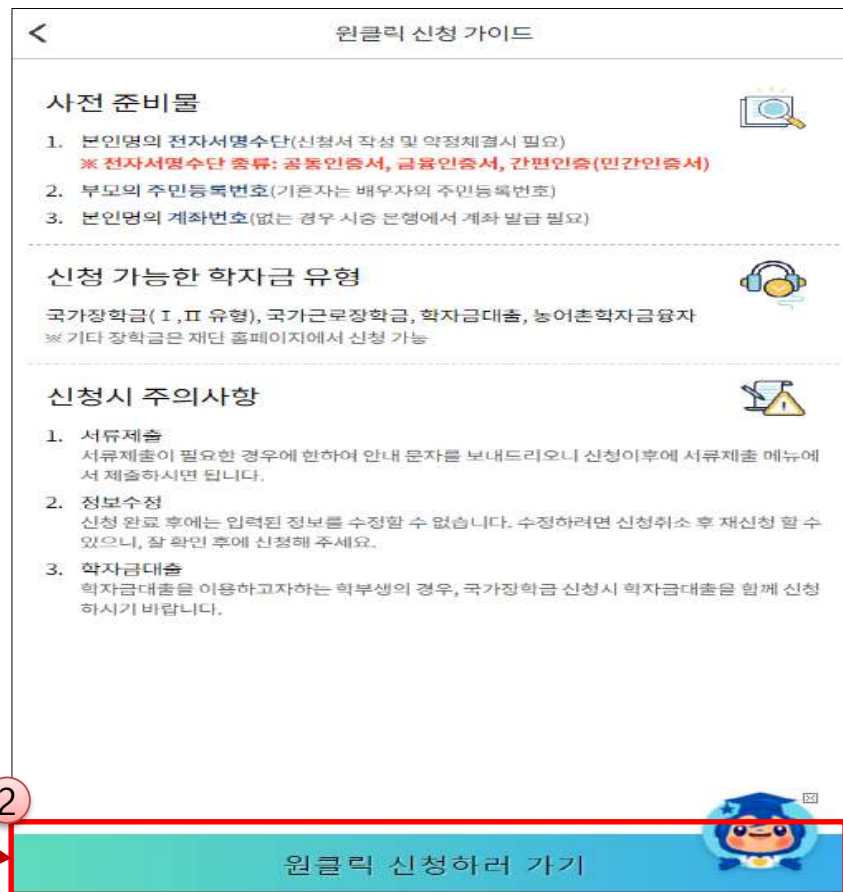 원클릭 신청 가이드
사전 준비물
1. 본인명의 전자서명수단(신청서 작성 및 약정체결시 필요)
※ 전자서명수단 종류: 공동인증서, 금융인증서, 간편인증(민간인증서)
2. 부모의 주민등록번호(기혼자는 배우자의 주민등록번호)
3. 본인명의 계좌번호(없는 경우 시중 은행에서 계좌 발급 필요)
신청 가능한 학자금 유형
국가장학금(Ⅰ,Ⅱ 유형), 국가근로장학금, 학자금대출, 농어촌학자금융자
※ 기타 장학금은 재단 홈페이지에서 신청 가능
신청시 주의사항
1. 서류제출
서류제출이 필요한 경우에 한하여 안내 문자를 보내드리오니 신청이후에 서류제출 메뉴에
서 제출하시면 됩니다.
2. 정보수정
신청 완료 후에는 입력된 정보를 수정할 수 없습니다. 수정하려면 신청취소 후 재신청 할 수
있으니, 잘 확인 후에 신청해 주세요.
3. 학자금대출
학자금대출을 이용하고자하는 학부생의 경우, 국가장학금 신청시 학자금대출을 함께 신청
하시기 바랍니다.
2
원클릭 신청하러 가기